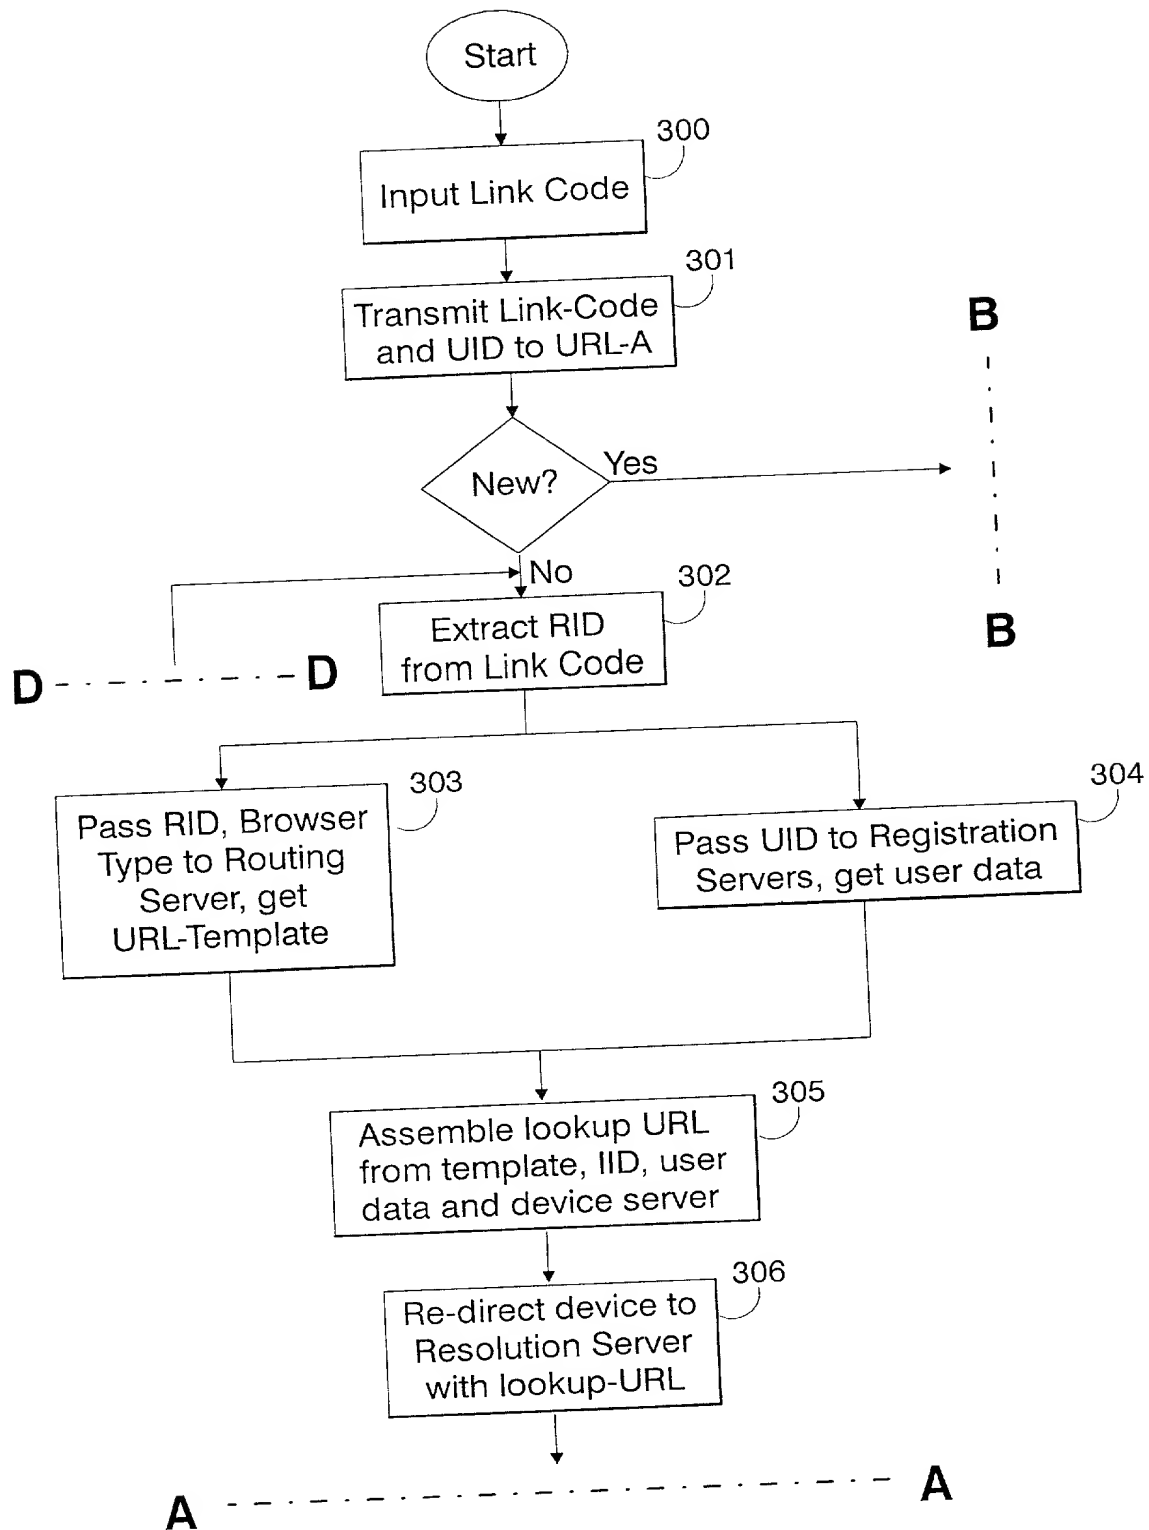 Start
300
Input Link Code
301
Transmit Link-Code
and UID to URL-A
B
New?
Yes
No
B
302
Extract RID
from Link Code
D
D
303
Pass RID, Browser
Type to Routing
Server, get
URL-Template
304
Pass UID to Registration
Servers, get user data
305
Assemble lookup URL
from template, IID, user
data and device server
306
Re-direct device to
Resolution Server
with lookup-URL
A
A